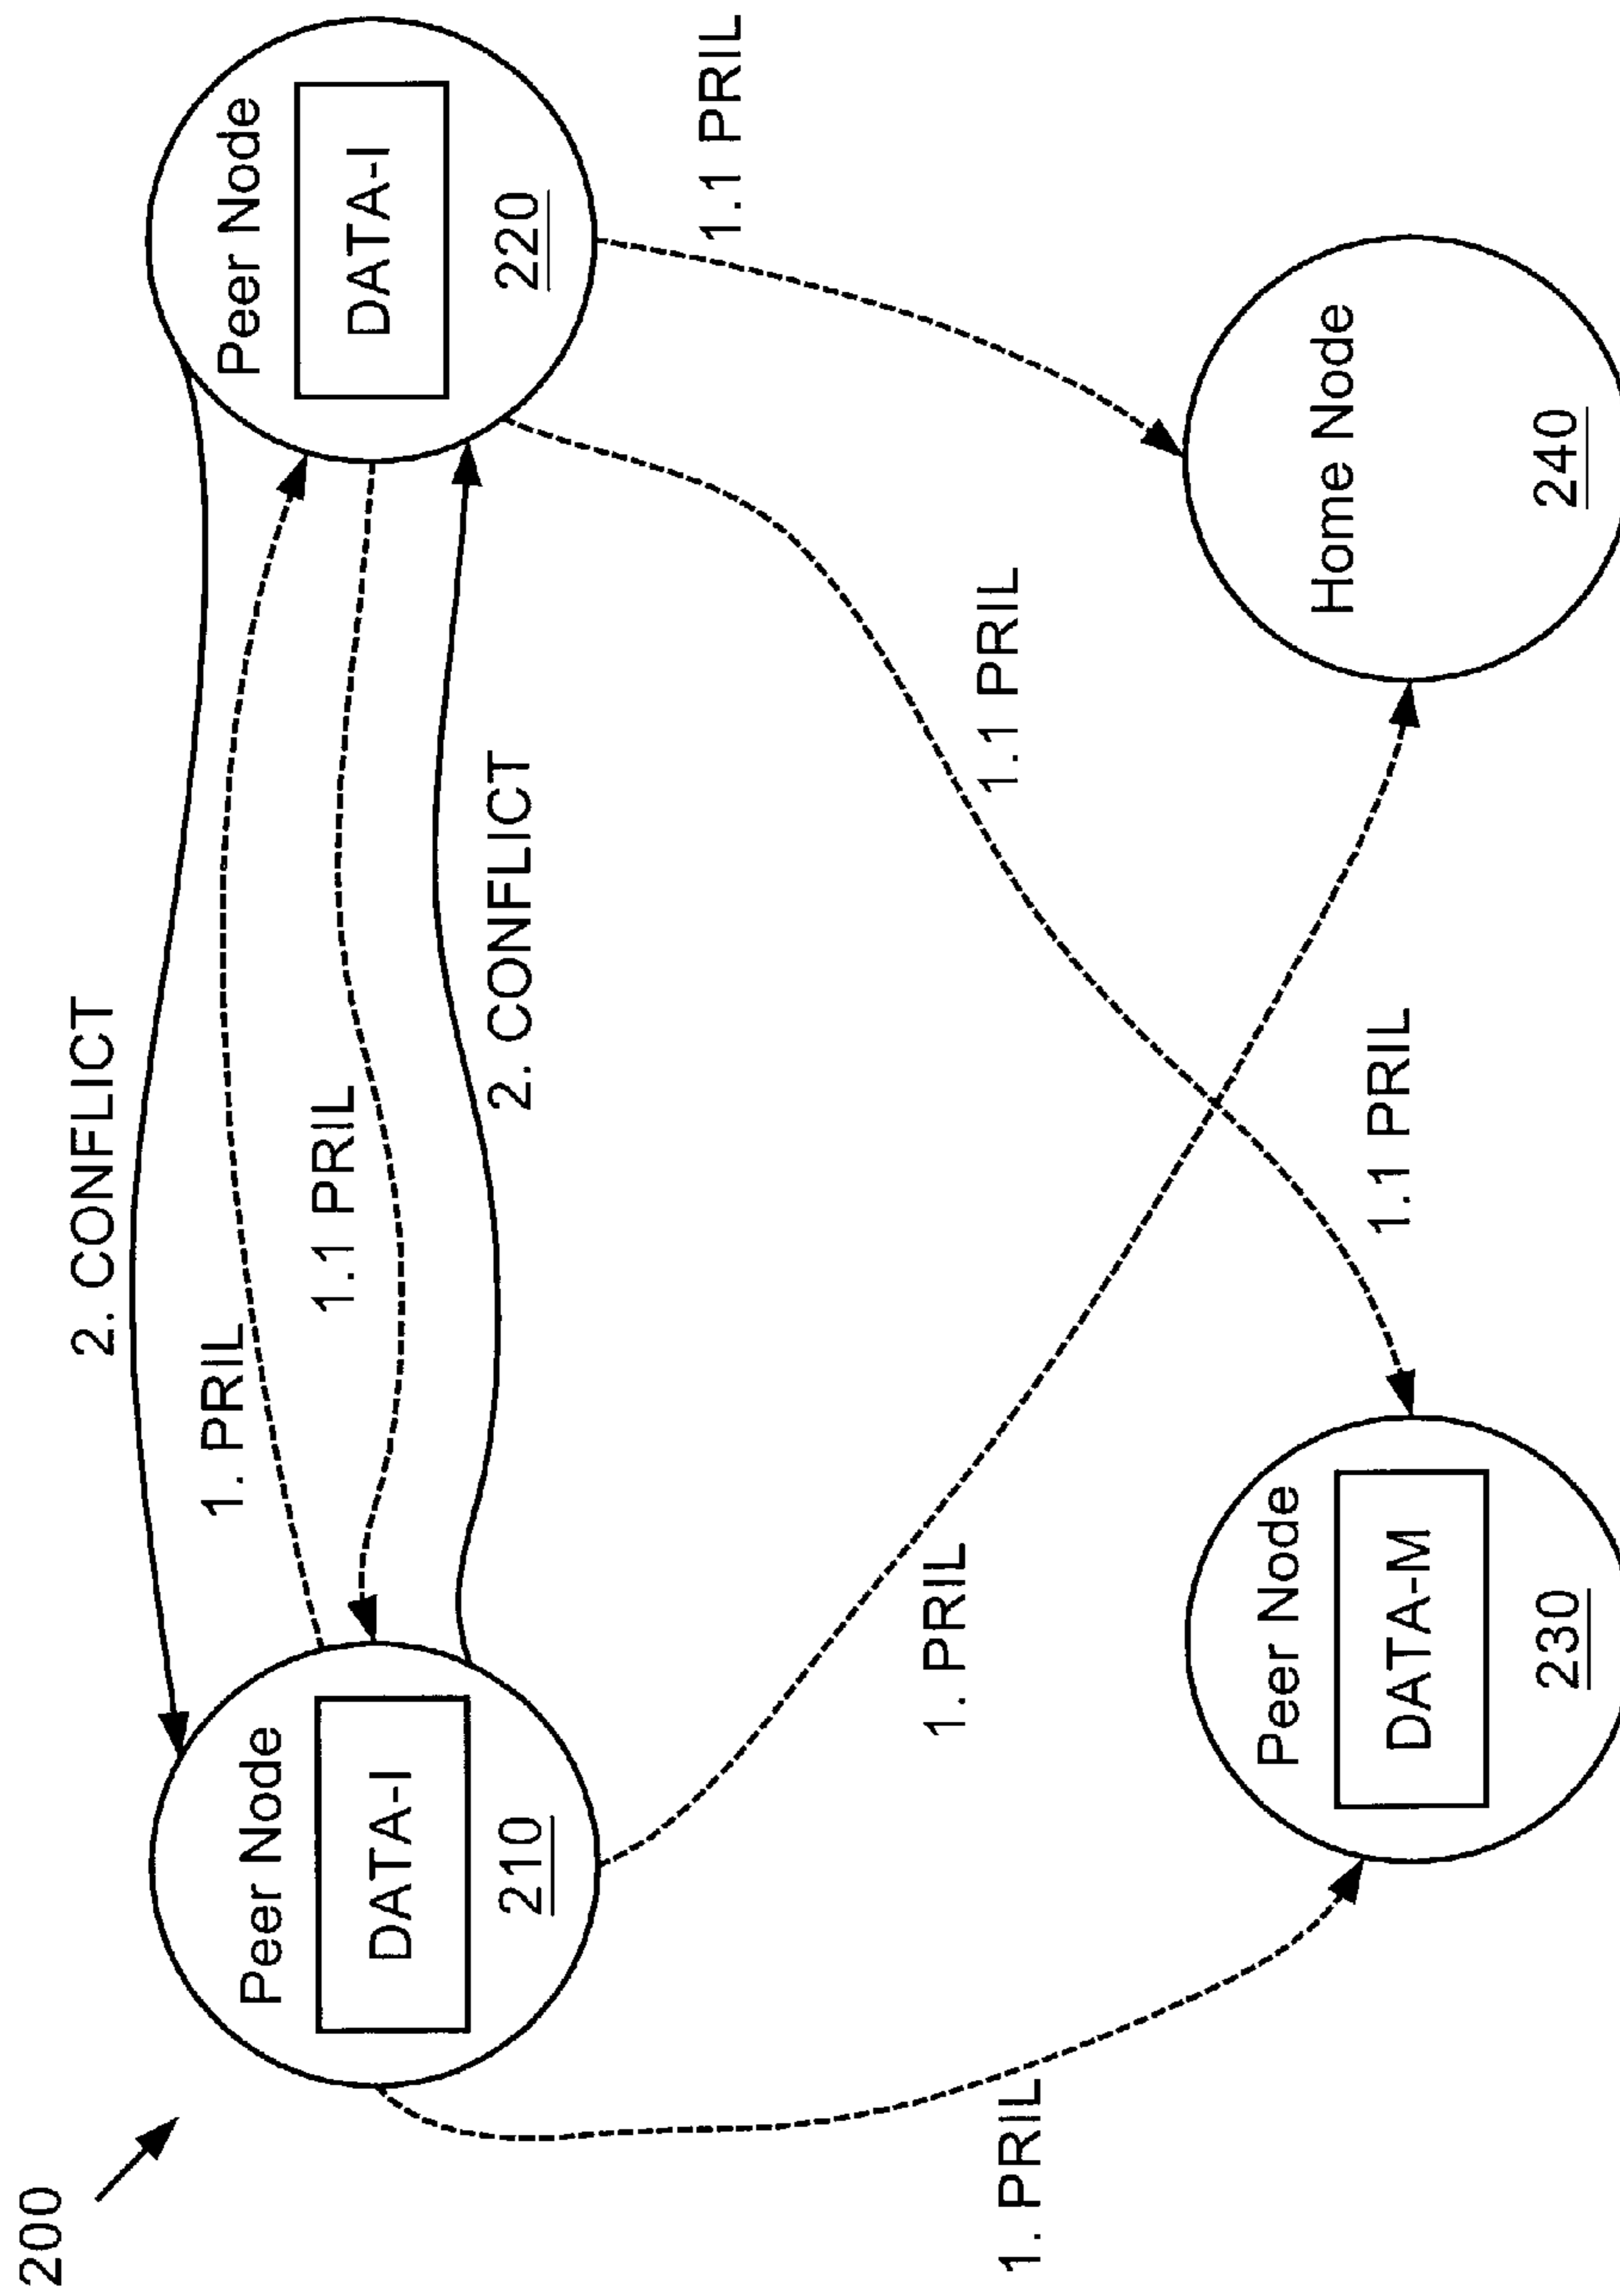 200
2. CONFLICT
1. PRIL
1.1 PRIL
2. CONFLICT
Peer Node
DATA-I
210
Peer Node
DATA-I
220
1.1 PRIL
1. PRIL
1. PRIL
1.1 PRIL
1.1 PRIL
Peer Node
DATA-M
230
Home Node
240